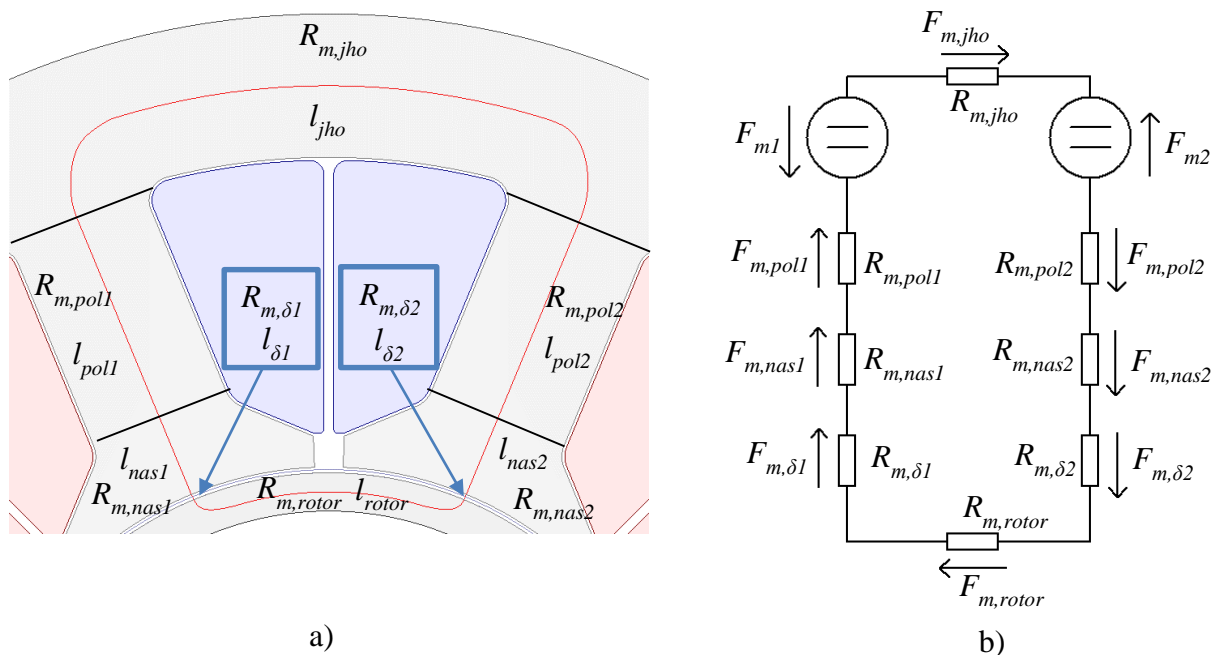 R_{m,jho}
l_{jho}
R_{m,pol1}
l_{pol1}
R_{m,δ1}
l_{δ1}
R_{m,δ2}
l_{δ2}
R_{m,pol2}
l_{pol2}
l_{nas1}
R_{m,nas1}
R_{m,rotor} l_{rotor}
l_{nas2}
R_{m,nas2}
a)
F_{m,jho}
R_{m,jho}
F_{m1}
F_{m2}
F_{m,pol1} R_{m,pol1} R_{m,pol2} F_{m,pol2}
F_{m,nas1} R_{m,nas1} R_{m,nas2} F_{m,nas2}
F_{m,δ1} R_{m,δ1} R_{m,δ2} F_{m,δ2}
R_{m,rotor}
F_{m,rotor}
b)